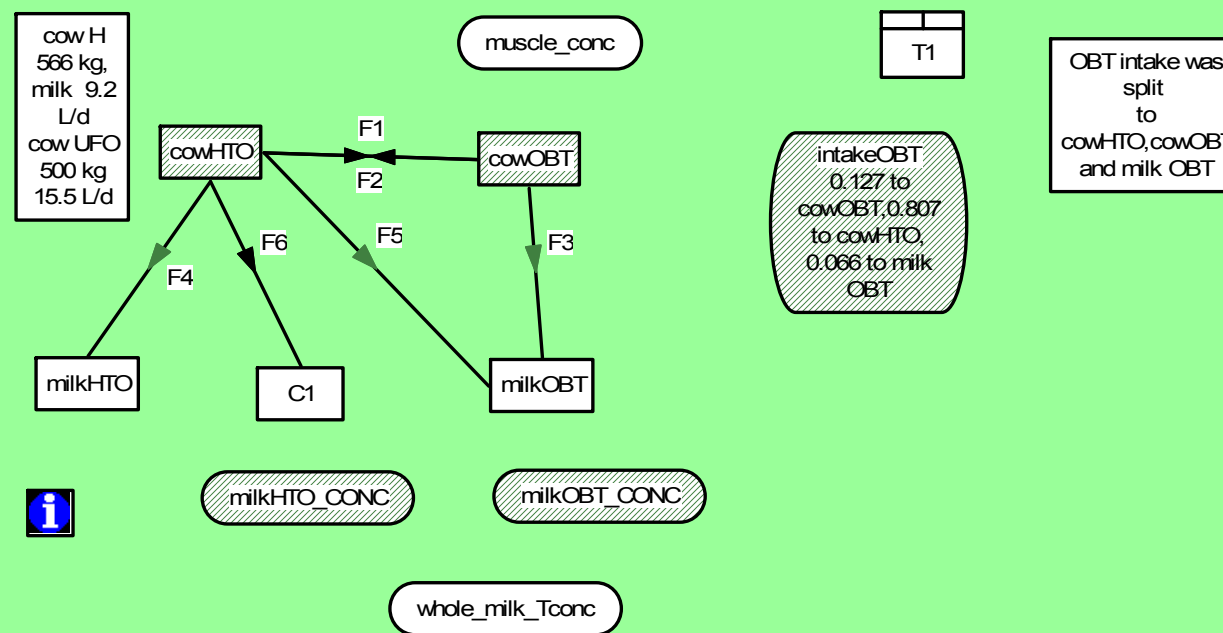 cow H
566 kg,
milk 9.2
L/d
cow UFO
500 kg
15.5 L/d
muscle_conc
T1
OBT intake was
split
to
cowHTO,cowOBT
and milk OBT
cowHTO
F1
F2
cowOBT
intakeOBT
0.127 to
cowOBT,0.807
to cowHTO,
0.066 to milk
OBT
F4
F6
F5
F3
milkHTO
C1
milkOBT
milkHTO_CONC
milkOBT_CONC
i
whole_milk_Tconc